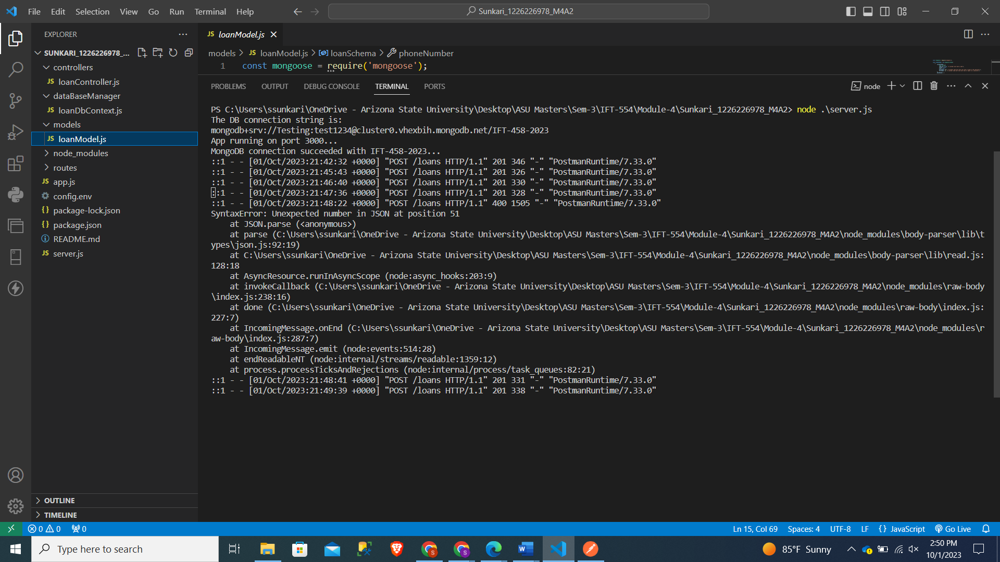 File Edit Selection View Go Run Terminal Help
Sunkari_1226226978_M4A2
EXPLORER
SUNKARI_1226226978_...
controllers
JS loanController.js
dataBaseManager
JS loanDbContext.js
models
JS loanModel.js
node_modules
routes
JS app.js
config.env
{} package-lock.json
{} package.json
README.md
JS server.js
OUTLINE
TIMELINE
JS loanModel.js
models > JS loanModel.js > loanSchema > phoneNumber
1 const mongoose = require('mongoose');
PROBLEMS OUTPUT DEBUG CONSOLE TERMINAL PORTS
node
PS C:\Users\ssunkari\OneDrive - Arizona State University\Desktop\ASU Masters\Sem-3\IFT-554\Module-4\Sunkari_1226226978_M4A2> node .\server.js
The DB connection string is:
mongodb+srv://Testing:test1234@cluster0.vhexbih.mongodb.net/IFT-458-2023
App running on port 3000...
MongoDB connection succeeded with IFT-458-2023...
::1 - - [01/Oct/2023:21:42:32 +0000] "POST /loans HTTP/1.1" 201 346 "-" "PostmanRuntime/7.33.0"
::1 - - [01/Oct/2023:21:45:43 +0000] "POST /loans HTTP/1.1" 201 326 "-" "PostmanRuntime/7.33.0"
::1 - - [01/Oct/2023:21:46:40 +0000] "POST /loans HTTP/1.1" 201 330 "-" "PostmanRuntime/7.33.0"
::1 - - [01/Oct/2023:21:47:36 +0000] "POST /loans HTTP/1.1" 201 328 "-" "PostmanRuntime/7.33.0"
::1 - - [01/Oct/2023:21:48:22 +0000] "POST /loans HTTP/1.1" 400 1505 "-" "PostmanRuntime/7.33.0"
SyntaxError: Unexpected number in JSON at position 51
at JSON.parse (<anonymous>)
at parse (C:\Users\ssunkari\OneDrive - Arizona State University\Desktop\ASU Masters\Sem-3\IFT-554\Module-4\Sunkari_1226226978_M4A2\node_modules\body-parser\lib\t
ypes\json.js:92:19)
at C:\Users\ssunkari\OneDrive - Arizona State University\Desktop\ASU Masters\Sem-3\IFT-554\Module-4\Sunkari_1226226978_M4A2\node_modules\body-parser\lib\read.js:
128:18
at AsyncResource.runInAsyncScope (node:async_hooks:203:9)
at invokeCallback (C:\Users\ssunkari\OneDrive - Arizona State University\Desktop\ASU Masters\Sem-3\IFT-554\Module-4\Sunkari_1226226978_M4A2\node_modules\raw-body
\index.js:238:16)
at done (C:\Users\ssunkari\OneDrive - Arizona State University\Desktop\ASU Masters\Sem-3\IFT-554\Module-4\Sunkari_1226226978_M4A2\node_modules\raw-body\index.js:
227:7)
at IncomingMessage.onEnd (C:\Users\ssunkari\OneDrive - Arizona State University\Desktop\ASU Masters\Sem-3\IFT-554\Module-4\Sunkari_1226226978_M4A2\node_modules\r
aw-body\index.js:287:7)
at IncomingMessage.emit (node:events:514:28)
at endReadableNT (node:internal/streams/readable:1359:12)
at process.processTicksAndRejections (node:internal/process/task_queues:82:21)
::1 - - [01/Oct/2023:21:48:41 +0000] "POST /loans HTTP/1.1" 201 331 "-" "PostmanRuntime/7.33.0"
::1 - - [01/Oct/2023:21:49:39 +0000] "POST /loans HTTP/1.1" 201 338 "-" "PostmanRuntime/7.33.0"
0 0 0 Ln 15, Col 69 Spaces: 4 UTF-8 LF {} JavaScript Go Live
Type here to search
85°F Sunny
2:50 PM
10/1/2023